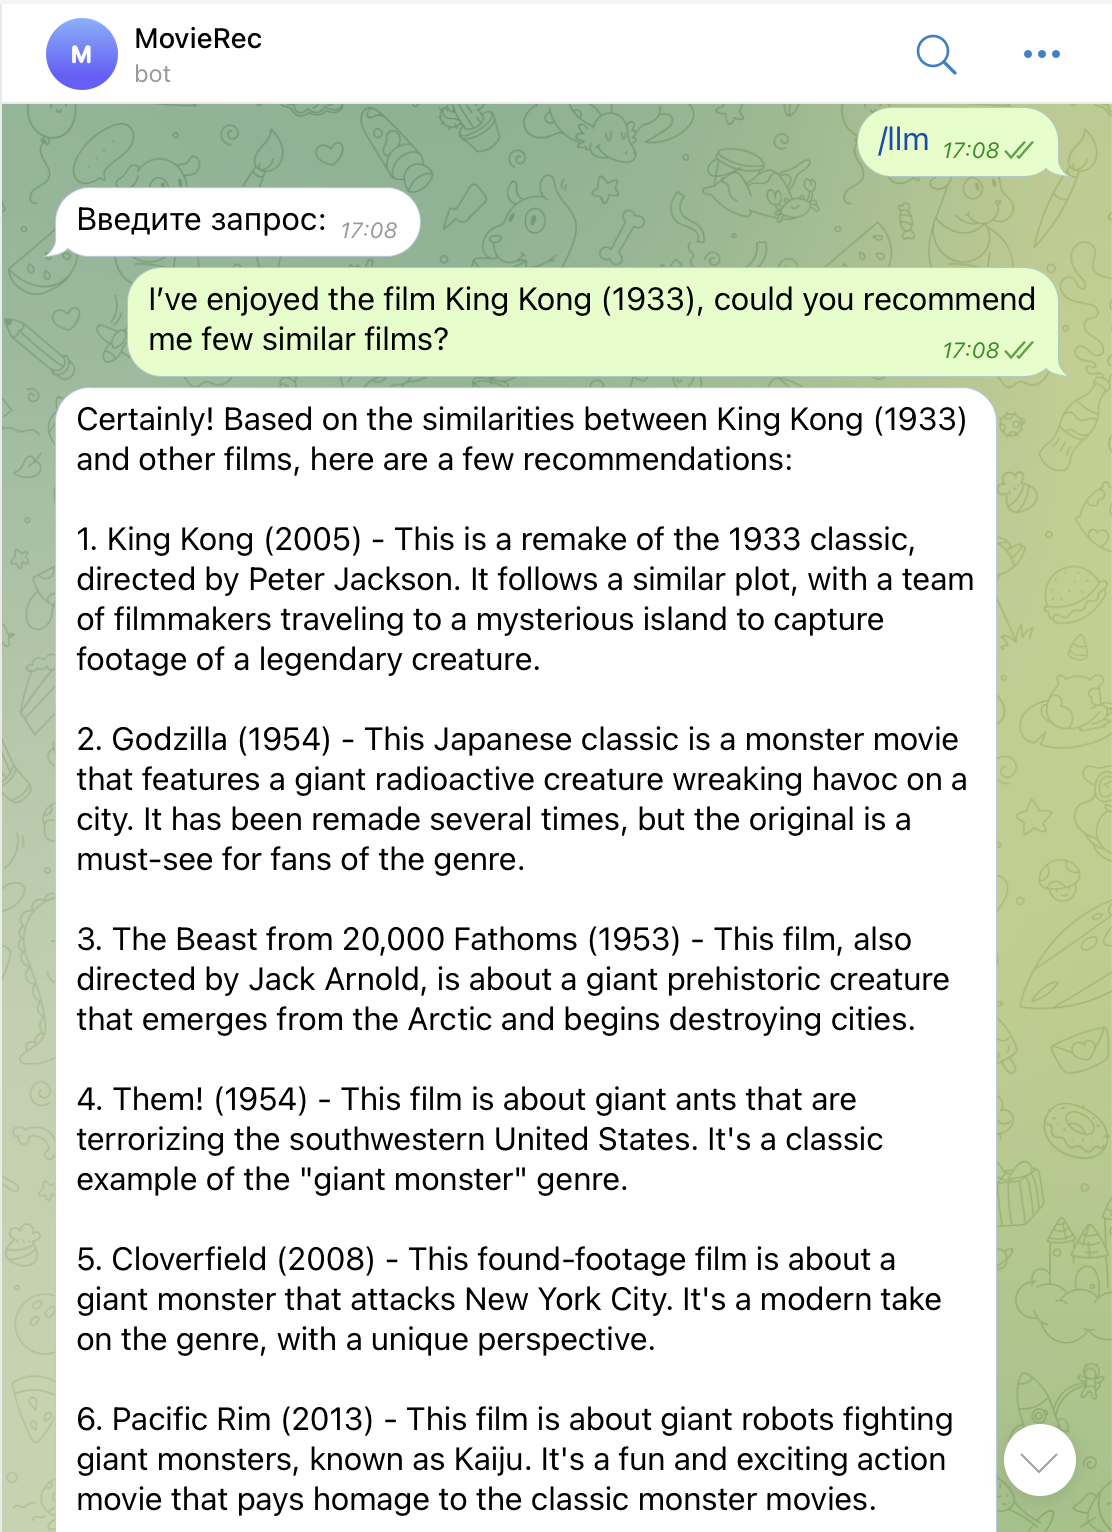 M
MovieRec
bot
/llm 17:08
Введите запрос: 17:08
I’ve enjoyed the film King Kong (1933), could you recommend
me few similar films?
17:08
Certainly! Based on the similarities between King Kong (1933)
and other films, here are a few recommendations:
1. King Kong (2005) - This is a remake of the 1933 classic,
directed by Peter Jackson. It follows a similar plot, with a team
of filmmakers traveling to a mysterious island to capture
footage of a legendary creature.
2. Godzilla (1954) - This Japanese classic is a monster movie
that features a giant radioactive creature wreaking havoc on a
city. It has been remade several times, but the original is a
must-see for fans of the genre.
3. The Beast from 20,000 Fathoms (1953) - This film, also
directed by Jack Arnold, is about a giant prehistoric creature
that emerges from the Arctic and begins destroying cities.
4. Them! (1954) - This film is about giant ants that are
terrorizing the southwestern United States. It's a classic
example of the "giant monster" genre.
5. Cloverfield (2008) - This found-footage film is about a
giant monster that attacks New York City. It's a modern take
on the genre, with a unique perspective.
6. Pacific Rim (2013) - This film is about giant robots fighting
giant monsters, known as Kaiju. It's a fun and exciting action
movie that pays homage to the classic monster movies.